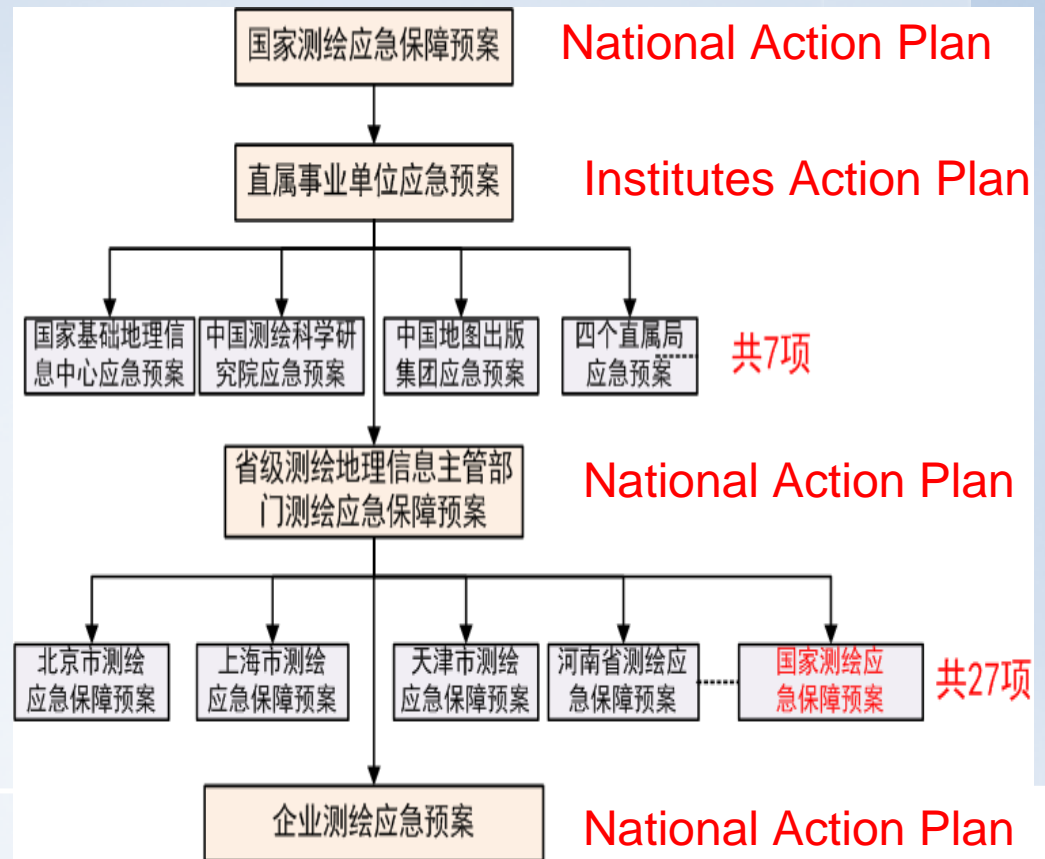 国家测绘应急保障预案
National Action Plan
直属事业单位应急预案
Institutes Action Plan
国家基础地理信
息中心应急预案
中国测绘科学研
究院应急预案
中国地图出版
集团应急预案
四个直属局
应急预案
共7项
省级测绘地理信息主管部
门测绘应急保障预案
National Action Plan
北京市测绘
应急保障预案
上海市测绘
应急保障预案
天津市测绘
应急保障预案
河南省测绘应
急保障预案
国家测绘应
急保障预案
共27项
企业测绘应急预案
National Action Plan